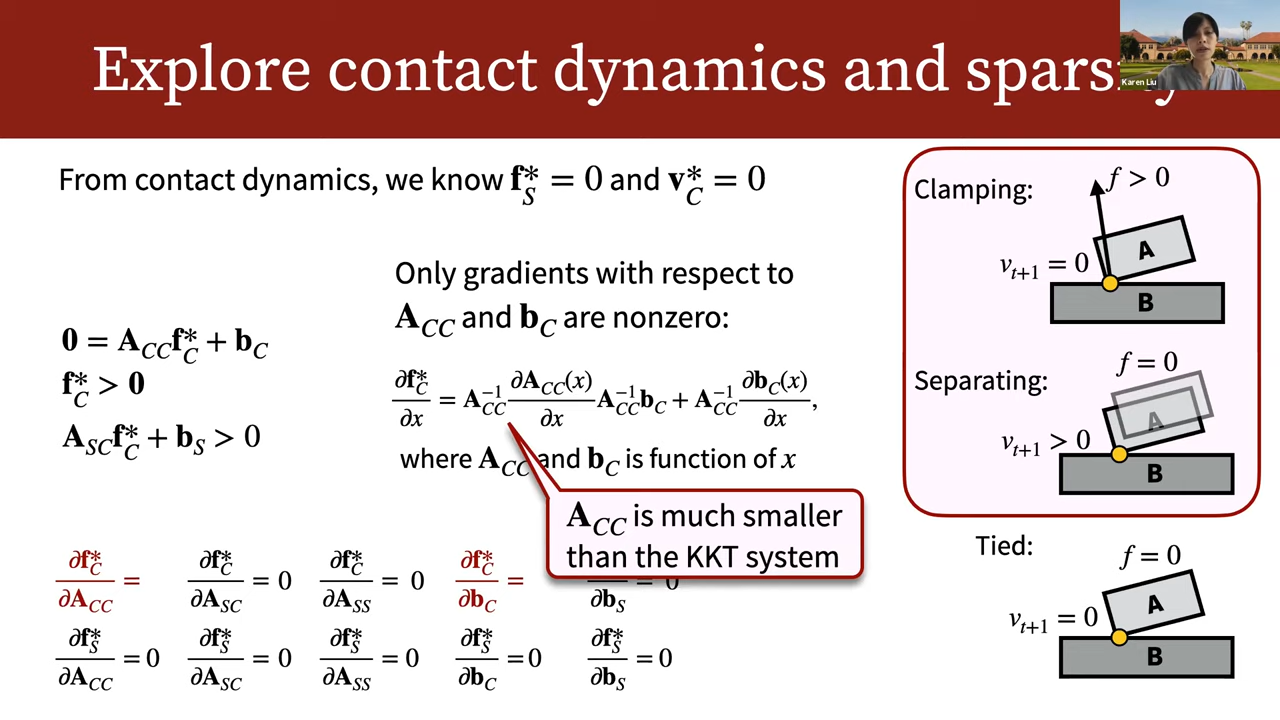 Explore contact dynamics and spars
Karen Liu
From contact dynamics, we know 𝐟*_S = 0 and 𝐯*_C = 0
𝟎 = 𝐀_CC 𝐟*_C + 𝐛_C
𝐟*_C > 𝟎
𝐀_SC 𝐟*_C + 𝐛_S > 0
Only gradients with respect to
𝐀_CC and 𝐛_C are nonzero:
∂𝐟*_C/∂x = 𝐀_CC^{-1} ∂𝐀_CC(x)/∂x 𝐀_CC^{-1} 𝐛_C + 𝐀_CC^{-1} ∂𝐛_C(x)/∂x,
where 𝐀_CC and 𝐛_C is function of x
𝐀_CC is much smaller
than the KKT system
∂𝐟*_C/∂𝐀_CC = ∂𝐟*_C/∂𝐀_SC = 0 ∂𝐟*_C/∂𝐀_SS = 0 ∂𝐟*_C/∂𝐛_C = /∂𝐛_S = 0
∂𝐟*_S/∂𝐀_CC = 0 ∂𝐟*_S/∂𝐀_SC = 0 ∂𝐟*_S/∂𝐀_SS = 0 ∂𝐟*_S/∂𝐛_C = 0 ∂𝐟*_S/∂𝐛_S = 0
Clamping:
f > 0
v_{t+1} = 0
A
B
Separating:
f = 0
v_{t+1} > 0
A
B
Tied:
f = 0
v_{t+1} = 0
A
B